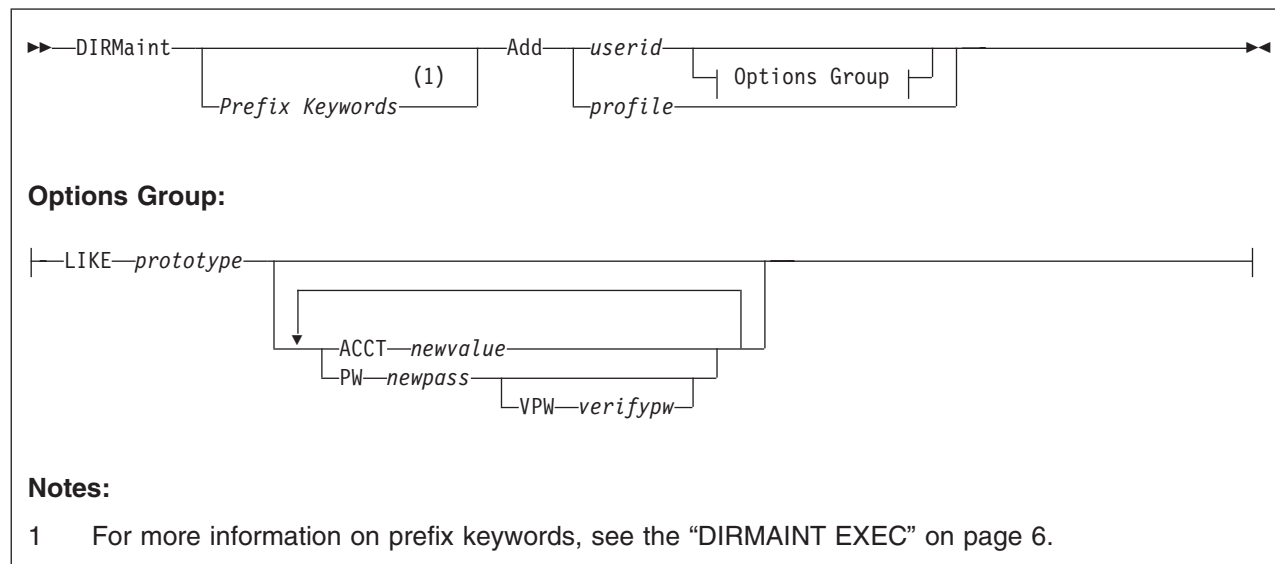 DIRMaint Add userid
(1) Options Group
Prefix Keywords profile
Options Group:
LIKE prototype
ACCT newvalue
PW newpass
VPW verifypw
Notes:
1 For more information on prefix keywords, see the “DIRMAINT EXEC” on page 6.